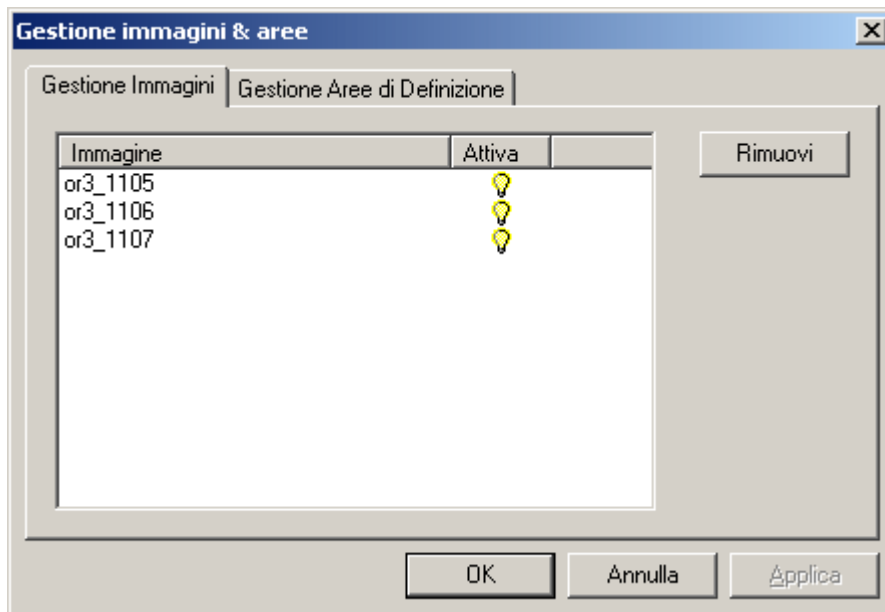 Gestione immagini & aree
Gestione Immagini Gestione Aree di Definizione
Immagine Attiva Rimuovi
or3_1105
or3_1106
or3_1107
OK Annulla Applica